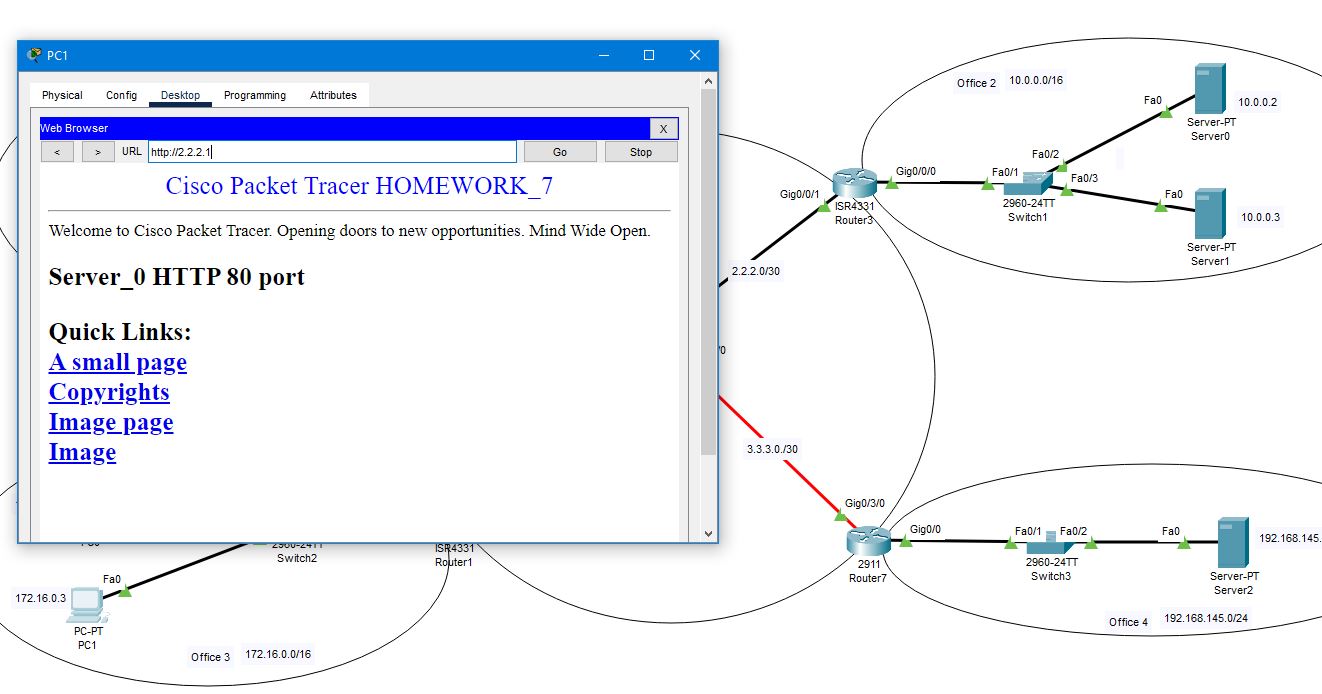 PC1
Physical Config Desktop Programming Attributes
Web Browser
X
< > URL http://2.2.2.1 Go Stop
Cisco Packet Tracer HOMEWORK_7
Welcome to Cisco Packet Tracer. Opening doors to new opportunities. Mind Wide Open.
Server_0 HTTP 80 port
Quick Links:
A small page
Copyrights
Image page
Image
Office 2
10.0.0.0/16
Fa0
10.0.0.2
Server-PT
Server0
Fa0/2
Gig0/0/0
Fa0/1
Fa0/3
Gig0/0/1
ISR4331
Router3
2960-24TT
Switch1
Fa0
10.0.0.3
Server-PT
Server1
2.2.2.0/30
/0
3.3.3.0/30
Gig0/3/0
Gig0/0
2911
Router7
Fa0/1
Fa0/2
2960-24TT
Switch3
Fa0
192.168.145.
Server-PT
Server2
Office 4
192.168.145.0/24
2960-24TT
Switch2
ISR4331
Router1
Fa0
172.16.0.3
PC-PT
PC1
Office 3
172.16.0.0/16